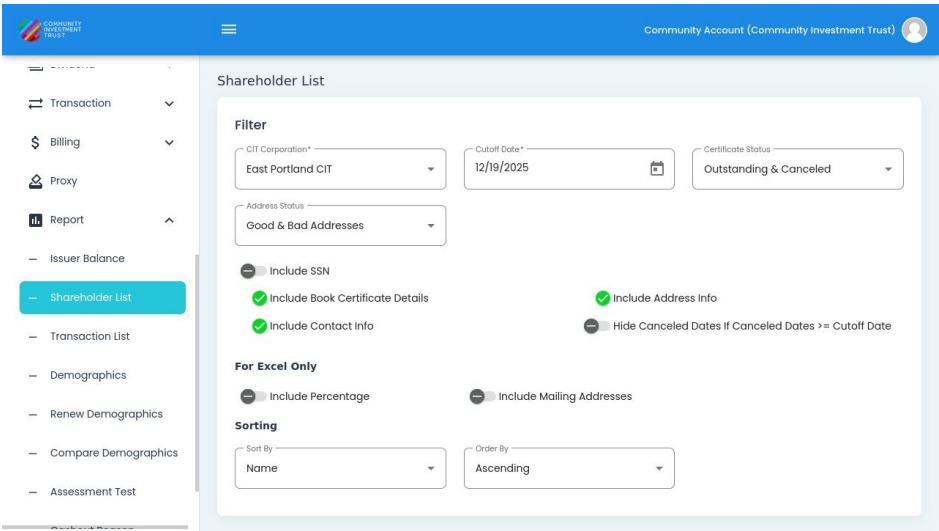 COMMUNITY
INVESTMENT
TRUST
Community Account (Community Investment Trust)
Transaction
Billing
Proxy
Report
Issuer Balance
Shareholder List
Transaction List
Demographics
Renew Demographics
Compare Demographics
Assessment Test
Shareholder List
Filter
CIT Corporation*
East Portland CIT
Cutoff Date*
12/19/2025
Certificate Status
Outstanding & Canceled
Address Status
Good & Bad Addresses
Include SSN
Include Book Certificate Details
Include Address Info
Include Contact Info
Hide Canceled Dates If Canceled Dates >= Cutoff Date
For Excel Only
Include Percentage
Include Mailing Addresses
Sorting
Sort By
Name
Order By
Ascending